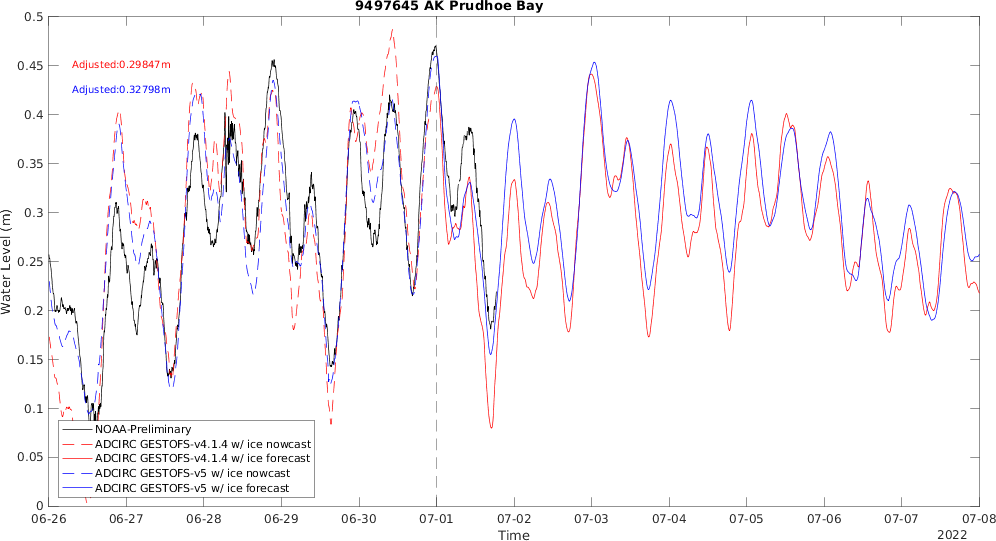 9497645 AK Prudhoe Bay
Adjusted:0.29847m
Adjusted:0.32798m
Water Level (m)
0.5
0.45
0.4
0.35
0.3
0.25
0.2
0.15
0.1
0.05
0
NOAA-Preliminary
ADCIRC GESTOFS-v4.1.4 w/ ice nowcast
ADCIRC GESTOFS-v4.1.4 w/ ice forecast
ADCIRC GESTOFS-v5 w/ ice nowcast
ADCIRC GESTOFS-v5 w/ ice forecast
06-26 06-27 06-28 06-29 06-30 07-01 07-02 07-03 07-04 07-05 07-06 07-07 07-08
Time
2022